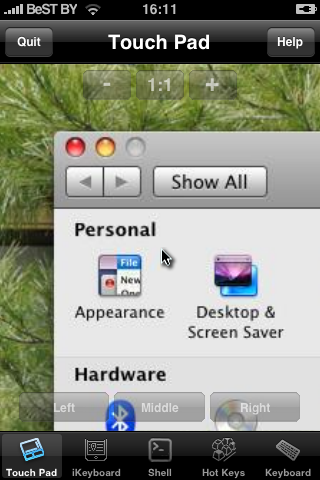 BeST BY 16:11
Quit Touch Pad Help
- 1:1 +
Show All
Personal
File
New
Appearance
Desktop &
Screen Saver
Hardware
Left Middle Right
Touch Pad iKeyboard Shell Hot Keys Keyboard